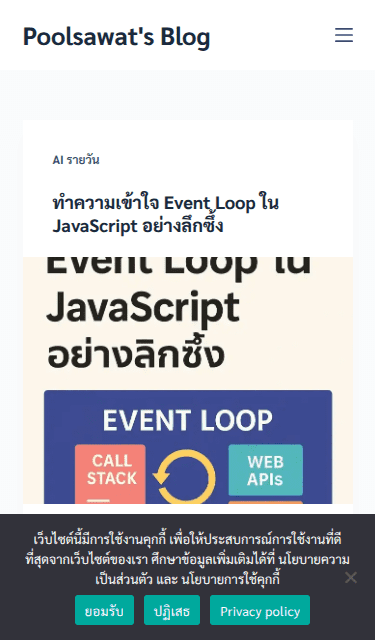 Poolsawat's Blog
AI รายวัน
ทำความเข้าใจ Event Loop ใน
JavaScript อย่างลึกซึ้ง
Event Loop ใน
JavaScript
อย่างลิกซึ้ง
EVENT LOOP
CALL
STACK
WEB
APIs
เว็บไซต์นี้มีการใช้งานคุกกี้ เพื่อให้ประสบการณ์การใช้งานที่ดี
ที่สุดจากเว็บไซต์ของเรา ศึกษาข้อมูลเพิ่มเติมได้ที่ นโยบายความ
เป็นส่วนตัว และ นโยบายการใช้คุกกี้
ยอมรับ
ปฏิเสธ
Privacy policy